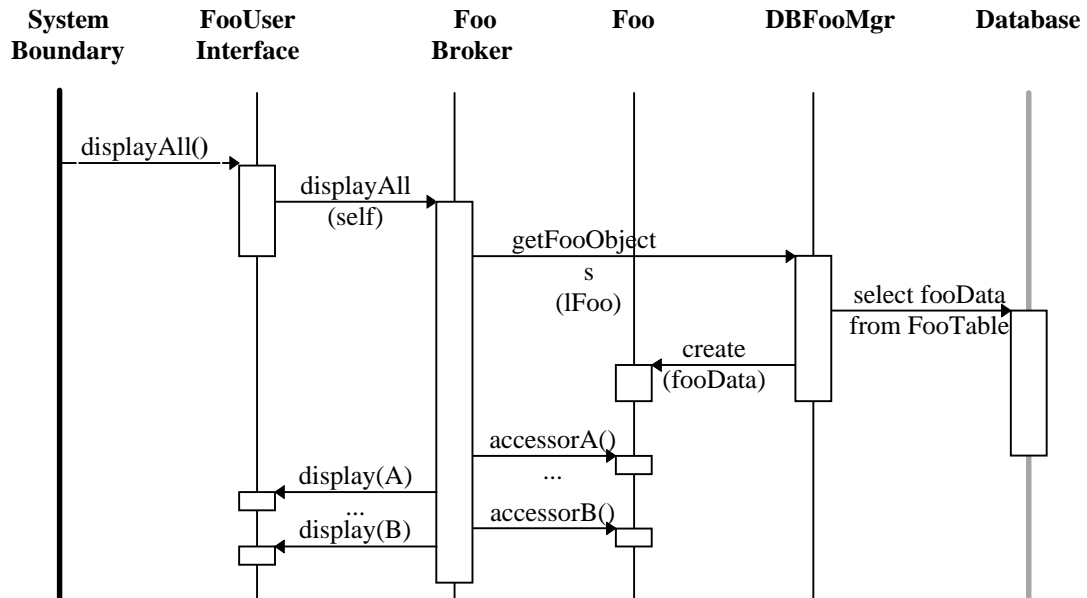 System
Boundary
FooUser
Interface
Foo
Broker
Foo
DBFooMgr
Database
displayAll()
displayAll
(self)
getFooObject
s
(lFoo)
select fooData
from FooTable
create
(fooData)
accessorA()
...
display(A)
...
accessorB()
display(B)